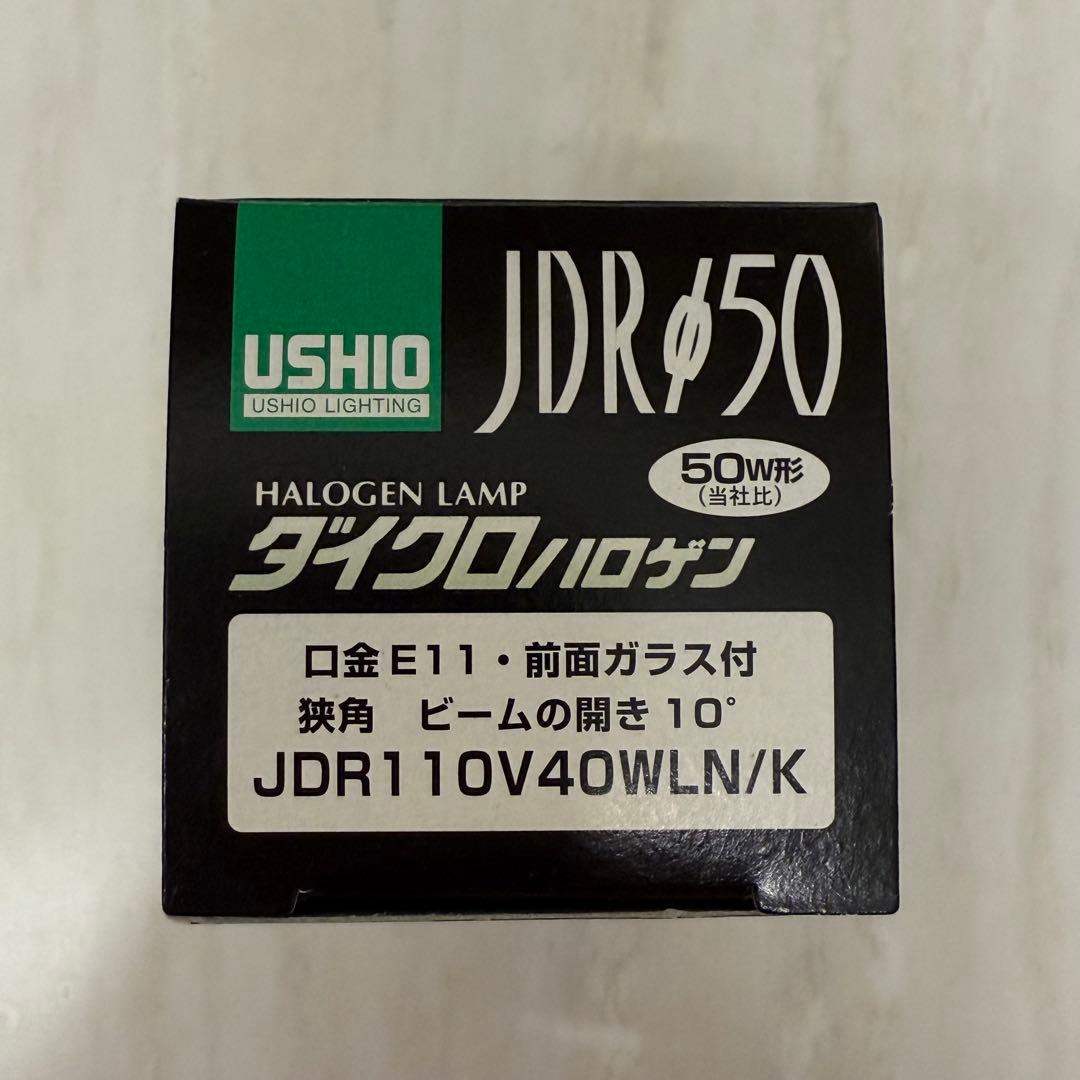 USHIO
USHIO LIGHTING
JDRφ50
50W形
(当社比)
HALOGEN LAMP
ダイクロハロゲン
口金E11・前面ガラス付
狭角 ビームの開き10°
JDR110V40WLN/K